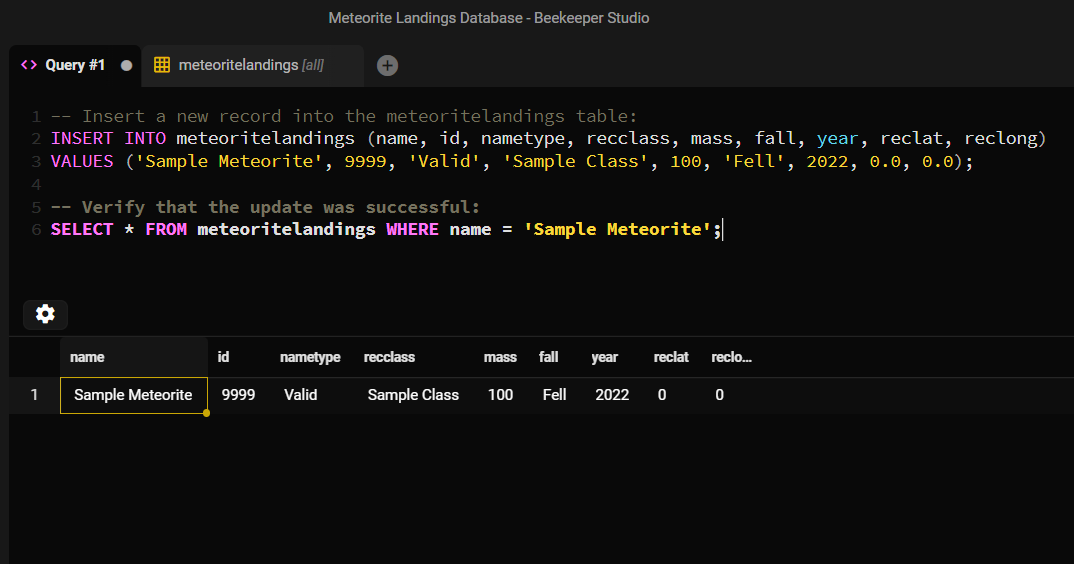 Meteorite Landings Database - Beekeeper Studio
<> Query #1 meteoritelandings [all]
1 -- Insert a new record into the meteoritelandings table:
2 INSERT INTO meteoritelandings (name, id, nametype, recclass, mass, fall, year, reclat, reclong)
3 VALUES ('Sample Meteorite', 9999, 'Valid', 'Sample Class', 100, 'Fell', 2022, 0.0, 0.0);
4
5 -- Verify that the update was successful:
6 SELECT * FROM meteoritelandings WHERE name = 'Sample Meteorite';
name id nametype recclass mass fall year reclat reclo...
1 Sample Meteorite 9999 Valid Sample Class 100 Fell 2022 0 0